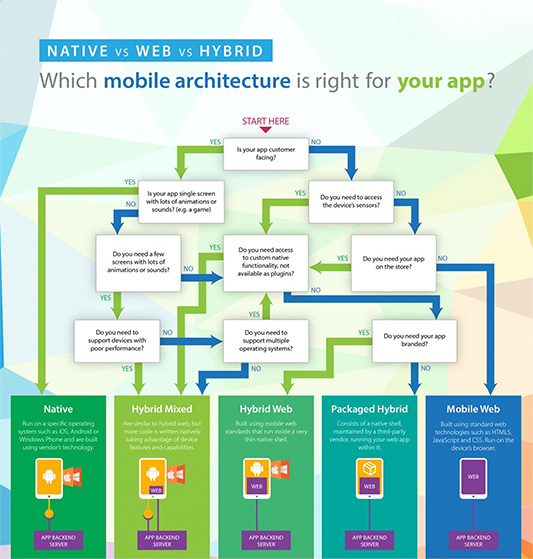 NATIVE vs WEB vs HYBRID
Which mobile architecture is right for your app?
START HERE
Is your app customer
facing?
YES
NO
Is your app single screen
with lots of animations or
sounds? (e.g. a game)
YES
NO
Do you need to access
the device's sensors?
YES
NO
Do you need a few
screens with lots of
animations or sounds?
YES
NO
Do you need access
to custom native
functionality, not
available as plugins?
YES
NO
Do you need your app
on the store?
YES
NO
Do you need to
support devices with
poor performance?
YES
NO
Do you need to
support multiple
operating systems?
YES
NO
Do you need your app
branded?
YES
NO
Native
Run on a specific operating
system such as iOS, Android or
Windows Phone and are built
using vendor's technology.
APP BACKEND
SERVER
Hybrid Mixed
Are similar to hybrid web, but
more code is written natively
taking advantage of device
features and capabilities.
WEB
APP BACKEND
SERVER
Hybrid Web
Built using mobile web
standards that run inside a very
thin native shell.
WEB
APP BACKEND
SERVER
Packaged Hybrid
Consists of a native shell,
maintained by a third-party
vendor, running your web app
within it.
WEB
APP BACKEND
SERVER
Mobile Web
Built using standard web
technologies such as HTML5,
JavaScript and CSS. Run on the
device's browser.
WEB
APP BACKEND
SERVER